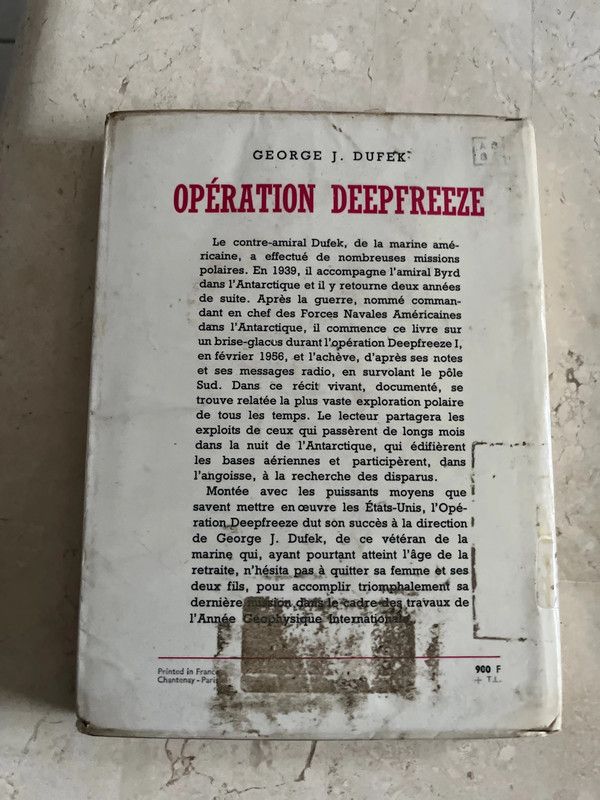 GEORGE J. DUFEK
OPÉRATION DEEPFREEZE
Le contre-amiral Dufek, de la marine amé-
ricaine, a effectué de nombreuses missions
polaires. En 1939, il accompagne l'amiral Byrd
dans l'Antarctique et il y retourne deux années
de suite. Après la guerre, nommé comman-
dant en chef des Forces Navales Américaines
dans l'Antarctique, il commence ce livre sur
un brise-glaces durant l'opération Deepfreeze I,
en février 1956, et l'achève, d'après ses notes
et ses messages radio, en survolant le pôle
Sud. Dans ce récit vivant, documenté, se
trouve relatée la plus vaste exploration polaire
de tous les temps. Le lecteur partagera les
exploits de ceux qui passèrent de longs mois
dans la nuit de l'Antarctique, qui édifièrent
les bases aériennes et participèrent, dans
l'angoisse, à la recherche des disparus.
Montée avec les puissants moyens que
savent mettre en œuvre les États-Unis, l'Opé-
ration Deepfreeze dut son succès à la direction
de George J. Dufek, de ce vétéran de la
marine qui, ayant pourtant atteint l'âge de la
retraite, n'hésita pas à quitter sa femme et ses
deux fils, pour accomplir triomphalement sa
dernière mission dans le cadre des travaux de
l'Année Géophysique Internationale.
Printed in France
Chantenay - Paris
900 F
+ T.L.